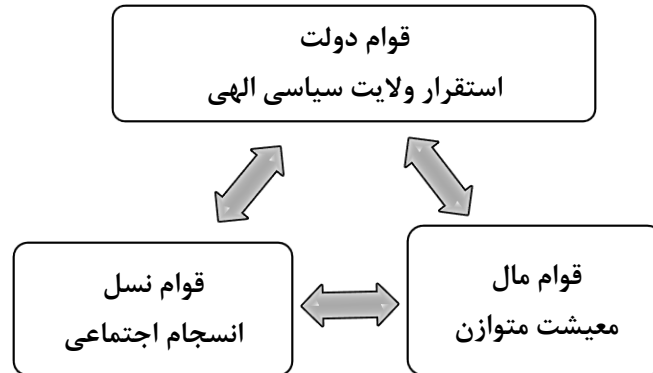 قوام دولت
استقرار ولایت سیاسی الهی
قوام مال
معیشت متوازن
قوام نسل
انسجام اجتماعی